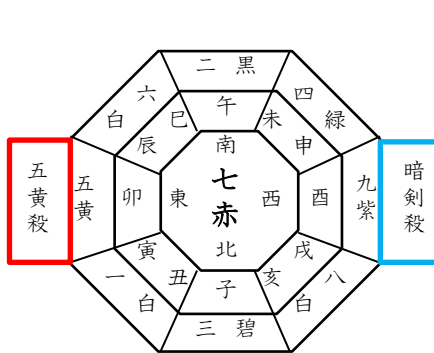 二黒
六白
四緑
巳
午
未
辰
申
南
五黄殺
五黄
卯
東
七赤
西
酉
九紫
暗剣殺
北
寅
戌
丑
子
亥
一白
三碧
八白